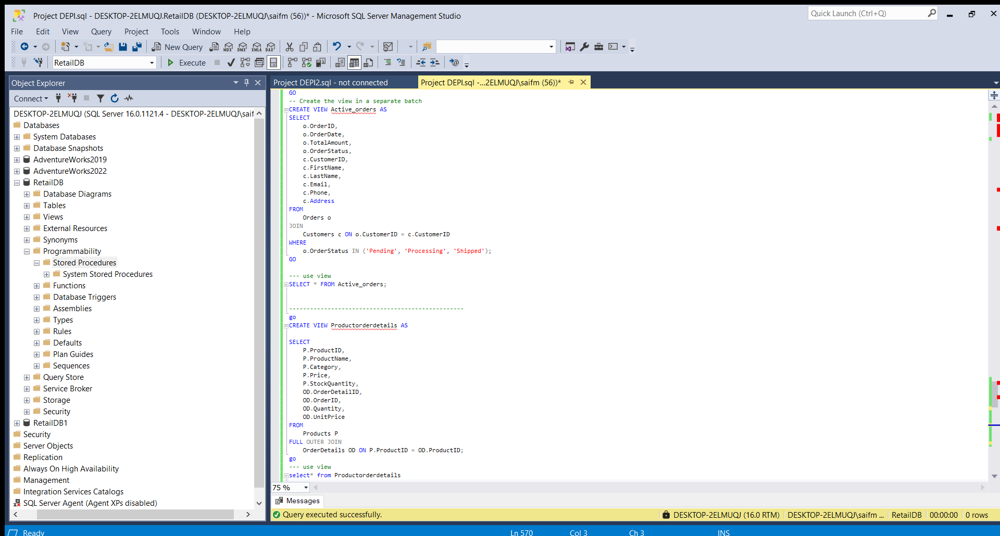 Project DEPI.sql - DESKTOP-2ELMUQJ.RetailDB (DESKTOP-2ELMUQJ\saifm (56))* - Microsoft SQL Server Management Studio
Quick Launch (Ctrl+Q)
File Edit View Query Project Tools Window Help
New Query MDX DMX XMLA DAX
RetailDB Execute
Object Explorer
Project DEPI2.sql - not connected
Project DEPI.sql -...2ELMUQJ\saifm (56))*
Connect
DESKTOP-2ELMUQJ (SQL Server 16.0.1121.4 - DESKTOP-2ELMUQJ\saif
Databases
System Databases
Database Snapshots
AdventureWorks2019
AdventureWorks2022
RetailDB
Database Diagrams
Tables
Views
External Resources
Synonyms
Programmability
Stored Procedures
System Stored Procedures
Functions
Database Triggers
Assemblies
Types
Rules
Defaults
Plan Guides
Sequences
Query Store
Service Broker
Storage
Security
RetailDB1
Security
Server Objects
Replication
Always On High Availability
Management
Integration Services Catalogs
SQL Server Agent (Agent XPs disabled)
GO
-- Create the view in a separate batch
CREATE VIEW Active_orders AS
SELECT
o.OrderID,
o.OrderDate,
o.TotalAmount,
o.OrderStatus,
c.CustomerID,
c.FirstName,
c.LastName,
c.Email,
c.Phone,
c.Address
FROM
Orders o
JOIN
Customers c ON o.CustomerID = c.CustomerID
WHERE
o.OrderStatus IN ('Pending', 'Processing', 'Shipped');
GO
--- use view
SELECT * FROM Active_orders;
--------------------------------------------------
go
CREATE VIEW Productorderdetails AS
SELECT
P.ProductID,
P.ProductName,
P.Category,
P.Price,
P.StockQuantity,
OD.OrderDetailID,
OD.OrderID,
OD.Quantity,
OD.UnitPrice
FROM
Products P
FULL OUTER JOIN
OrderDetails OD ON P.ProductID = OD.ProductID;
go
--- use view
select* from Productorderdetails
75 %
Messages
Query executed successfully.
DESKTOP-2ELMUQJ (16.0 RTM) DESKTOP-2ELMUQJ\saifm ... RetailDB 00:00:00 0 rows
Ready Ln 570 Col 3 Ch 3 INS